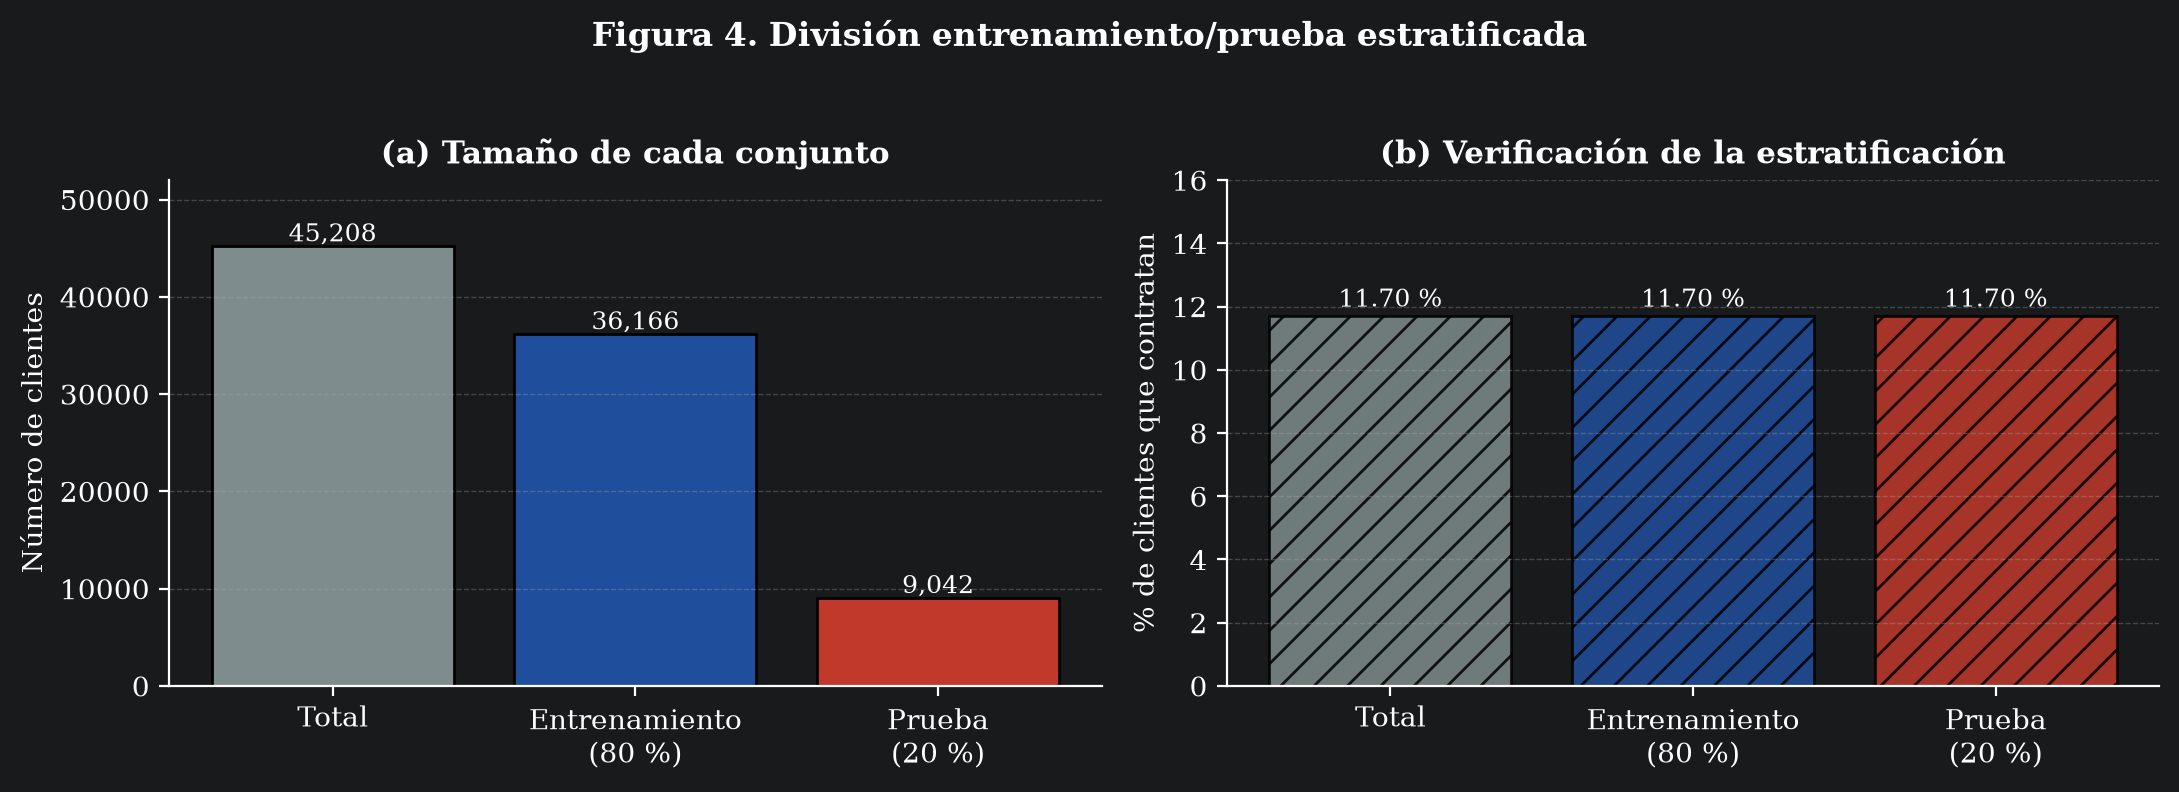 Figura 4. División entrenamiento/prueba estratificada
(a) Tamaño de cada conjunto
Número de clientes
50000
40000
30000
20000
10000
0
45,208
36,166
9,042
Total
Entrenamiento
(80 %)
Prueba
(20 %)
(b) Verificación de la estratificación
% de clientes que contratan
16
14
12
10
8
6
4
2
0
11.70 %
11.70 %
11.70 %
Total
Entrenamiento
(80 %)
Prueba
(20 %)